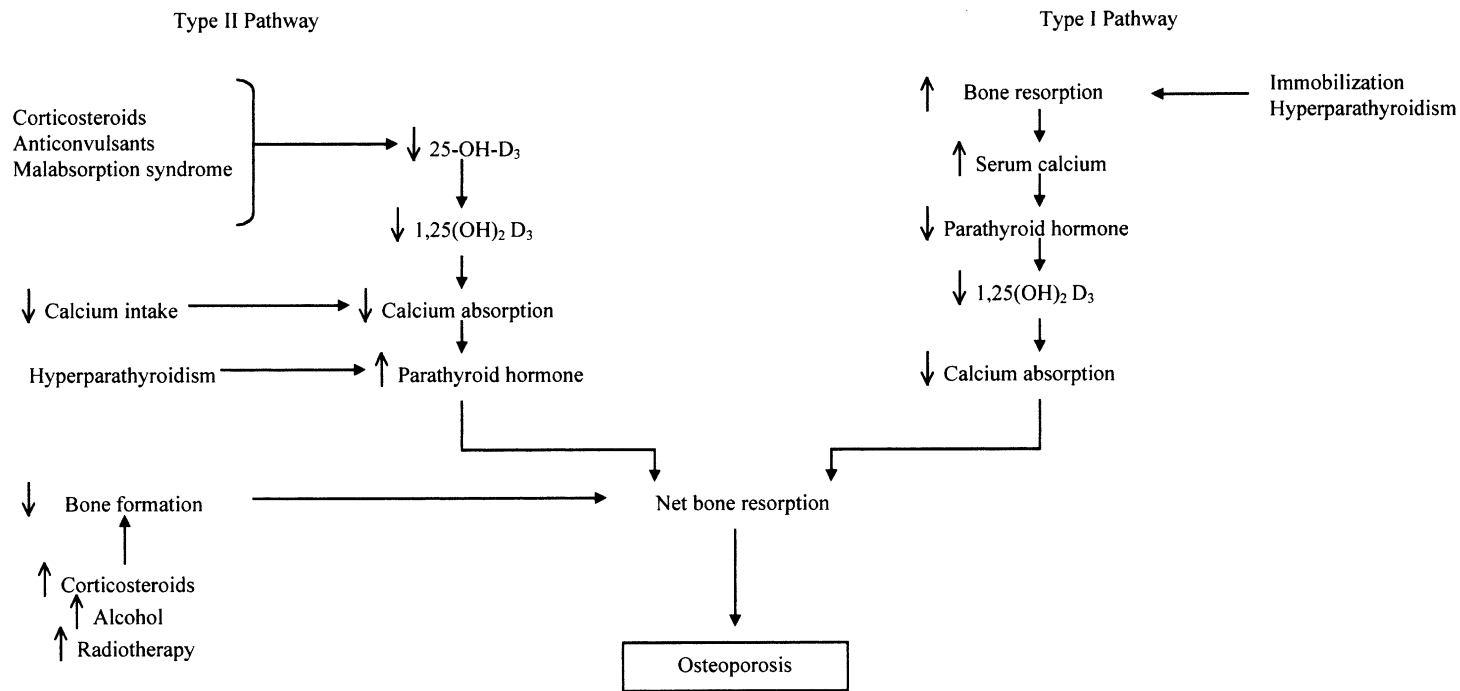 Type II Pathway
Type I Pathway
Corticosteroids
Anticonvulsants
Malabsorption syndrome
↓ 25-OH-D₃
↓ 1,25(OH)₂ D₃
↓ Calcium intake
↓ Calcium absorption
Hyperparathyroidism
↑ Parathyroid hormone
↑ Bone resorption
Immobilization
Hyperparathyroidism
↑ Serum calcium
↓ Parathyroid hormone
↓ 1,25(OH)₂ D₃
↓ Calcium absorption
↓ Bone formation
Net bone resorption
↑ Corticosteroids
↑ Alcohol
↑ Radiotherapy
Osteoporosis